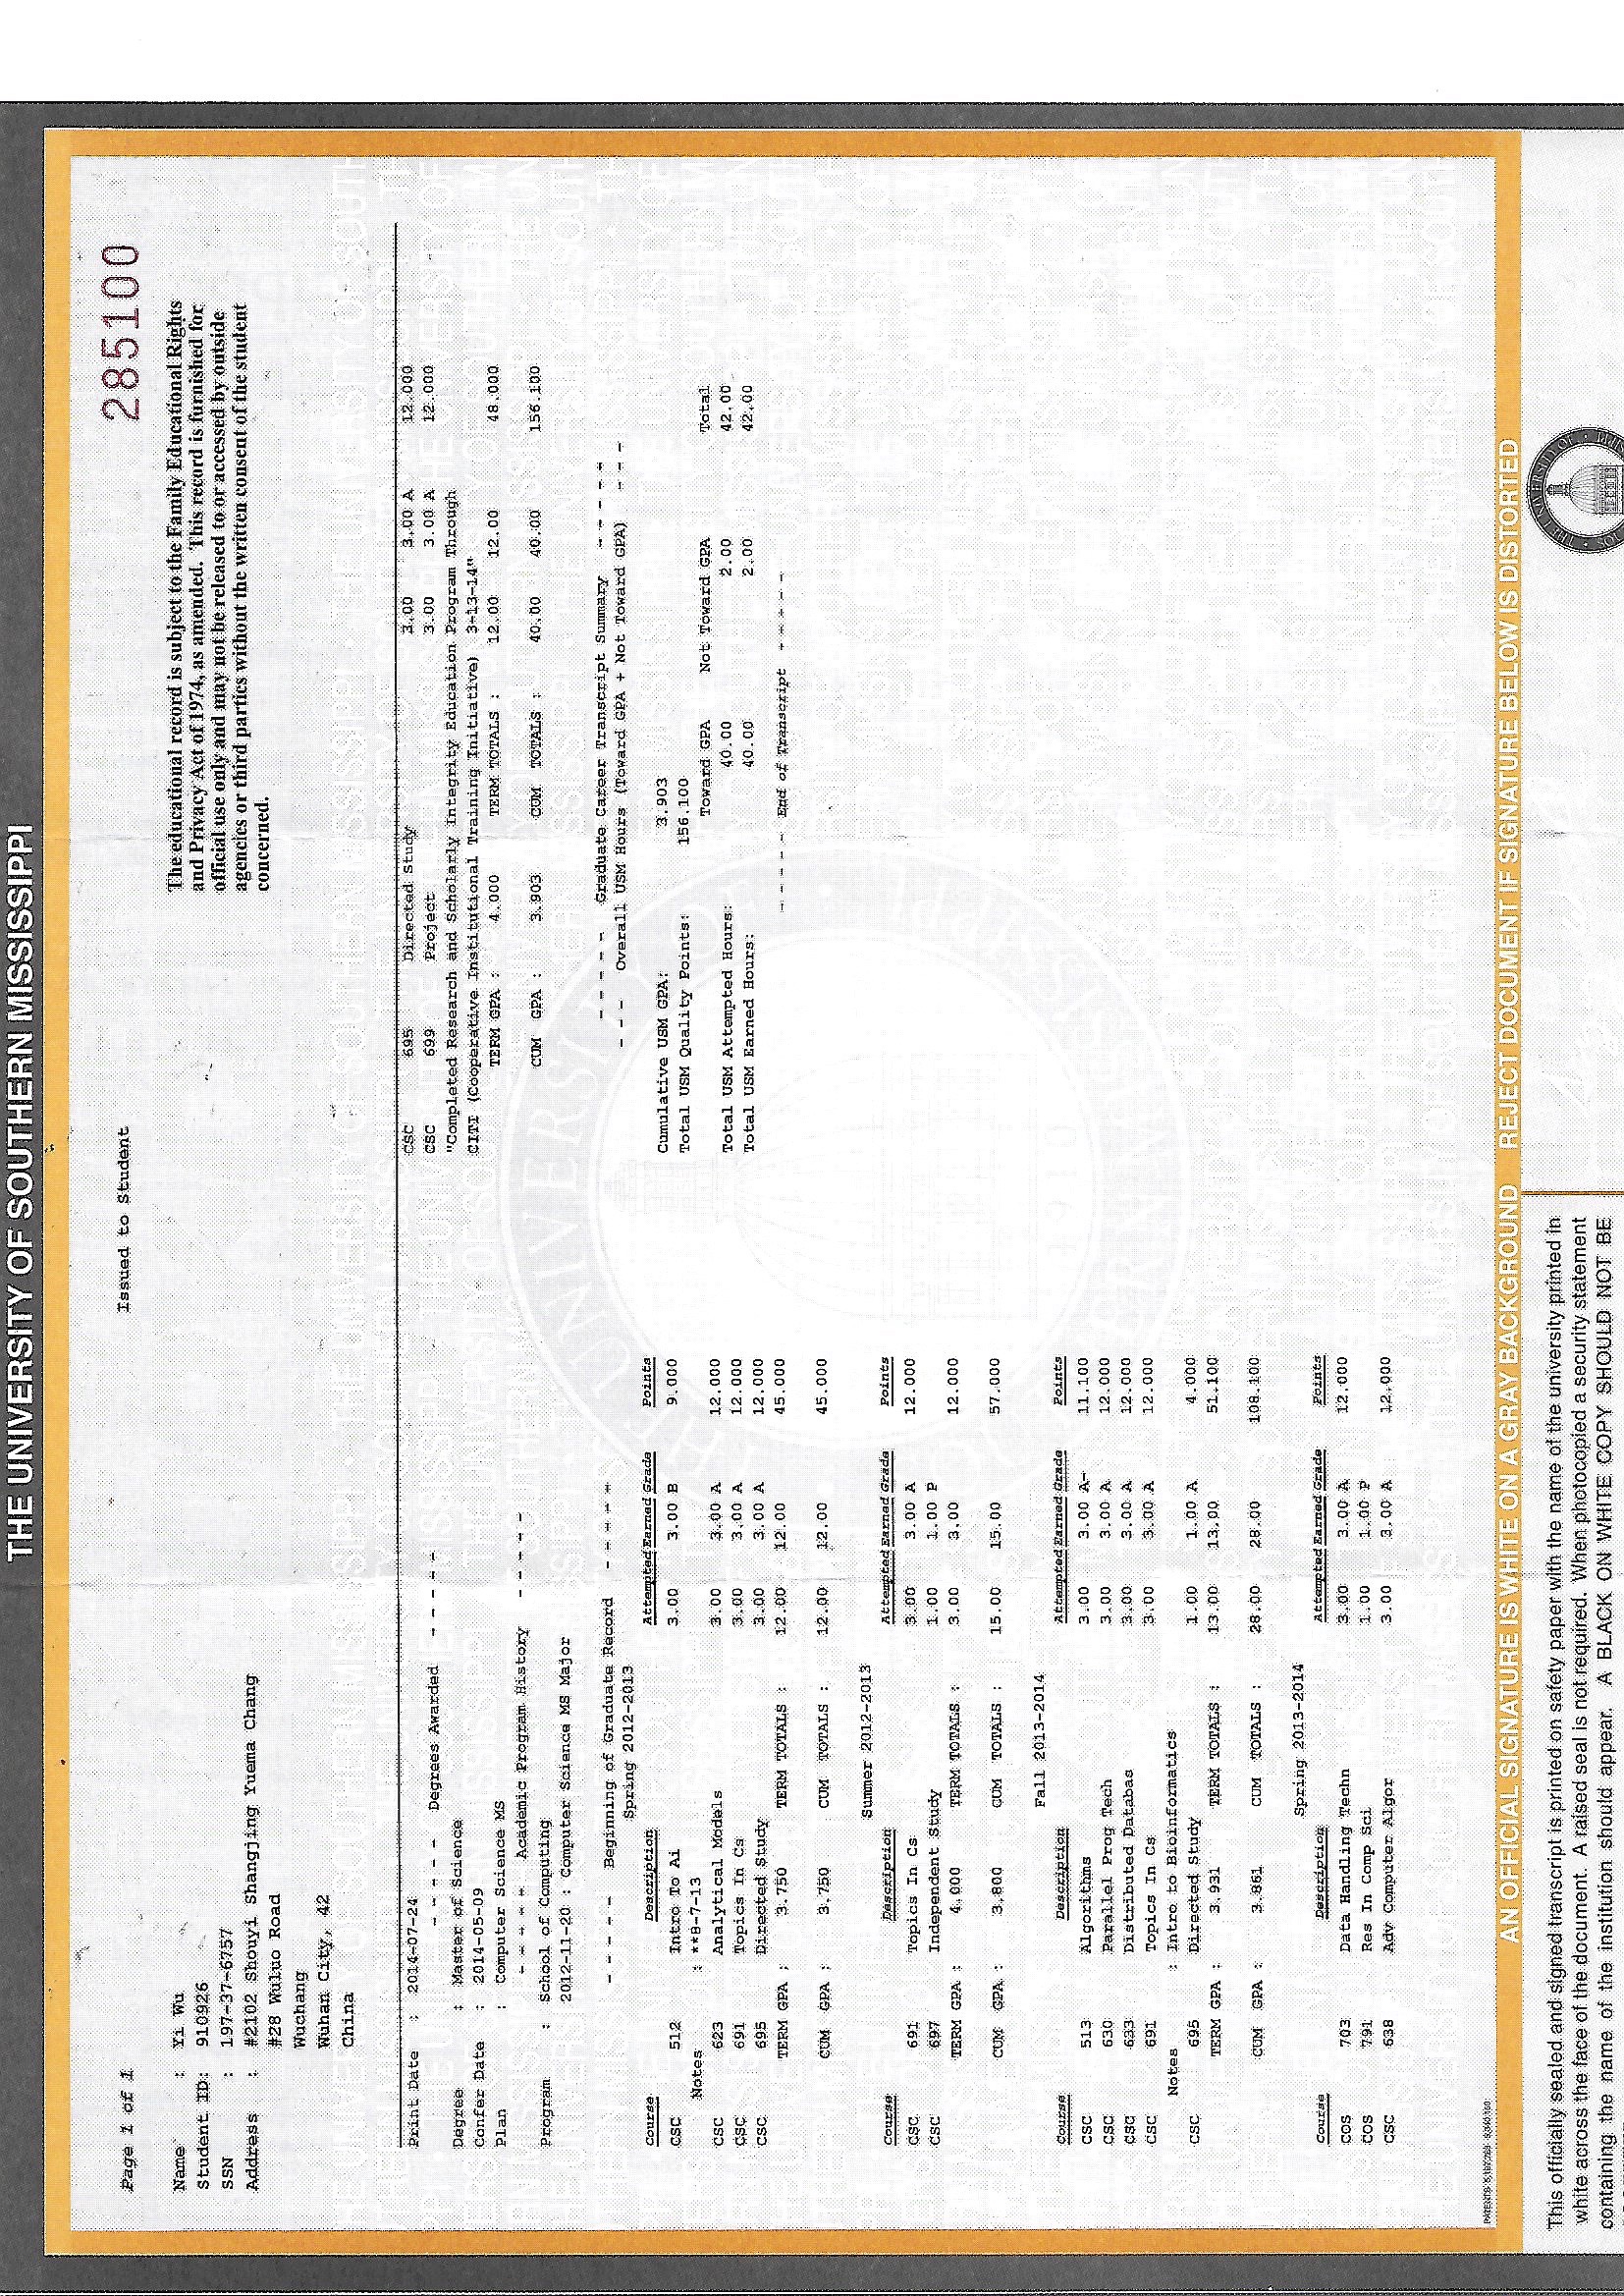 THE UNIVERSITY OF SOUTHERN MISSISSIPPI
Page 1 of 1
Issued to Student
285100
Name : Yi Wu
Student ID: 910926
SSN : 197-37-6757
Address : #2102 Shouyi Shangjing Yuema Chang
#28 Wuluo Road
Wuchang
Wuhan City, 42
China
The educational record is subject to the Family Educational Rights
and Privacy Act of 1974, as amended. This record is furnished for
official use only and may not be released to or accessed by outside
agencies or third parties without the written consent of the student
concerned.
Print Date : 2014-07-24
- - - - - Degrees Awarded - - - - -
Degree : Master of Science
Confer Date : 2014-05-09
Plan : Computer Science MS
- - - - - Academic Program History - - - - -
Program : School of Computing
2012-11-20 : Computer Science MS Major
- - - - - Beginning of Graduate Record - - - - -
Spring 2012-2013
Course Description Attempted Earned Grade Points
CSC 512 Intro To Ai 3.00 3.00 B 9.000
Notes : **8-7-13
CSC 623 Analytical Models 3.00 3.00 A 12.000
CSC 691 Topics In Cs 3.00 3.00 A 12.000
CSC 695 Directed Study 3.00 3.00 A 12.000
TERM GPA : 3.750 TERM TOTALS : 12.00 12.00 45.000
CUM GPA : 3.750 CUM TOTALS : 12.00 12.00 45.000
Summer 2012-2013
Course Description Attempted Earned Grade Points
CSC 691 Topics In Cs 3.00 3.00 A 12.000
CSC 697 Independent Study 1.00 1.00 P
TERM GPA : 4.000 TERM TOTALS : 3.00 3.00 12.000
CUM GPA : 3.800 CUM TOTALS : 15.00 15.00 57.000
Fall 2013-2014
Course Description Attempted Earned Grade Points
CSC 513 Algorithms 3.00 3.00 A- 11.100
CSC 630 Parallel Prog Tech 3.00 3.00 A 12.000
CSC 633 Distributed Databas 3.00 3.00 A 12.000
CSC 691 Topics In Cs 3.00 3.00 A 12.000
Notes : Intro to Bioinformatics
CSC 695 Directed Study 1.00 1.00 A 4.000
TERM GPA : 3.931 TERM TOTALS : 13.00 13.00 51.100
CUM GPA : 3.861 CUM TOTALS : 28.00 28.00 108.100
Spring 2013-2014
Course Description Attempted Earned Grade Points
COS 703 Data Handling Techn 3.00 3.00 A 12.000
COS 791 Res In Comp Sci 1.00 1.00 P
CSC 638 Adv Computer Algor 3.00 3.00 A 12.000
CSC 695 Directed Study 3.00 3.00 A 12.000
CSC 699 Project 3.00 3.00 A 12.000
"Completed Research and Scholarly Integrity Education Program Through
CITI (Cooperative Institutional Training Initiative) 3-13-14"
TERM GPA : 4.000 TERM TOTALS : 12.00 12.00 48.000
CUM GPA : 3.903 CUM TOTALS : 40.00 40.00 156.100
- - - - - Graduate Career Transcript Summary - - - - -
- - - Overall USM Hours (Toward GPA + Not Toward GPA) - - -
Cumulative USM GPA: 3.903
Total USM Quality Points: 156.100
Toward GPA Not Toward GPA Total
Total USM Attempted Hours: 40.00 2.00 42.00
Total USM Earned Hours: 40.00 2.00 42.00
- - - - - End of Transcript - - - - -
AN OFFICIAL SIGNATURE IS WHITE ON A GRAY BACKGROUND REJECT DOCUMENT IF SIGNATURE BELOW IS DISTORTED
This officially sealed and signed transcript is printed on safety paper with the name of the university printed in
white across the face of the document. A raised seal is not required. When photocopied a security statement
containing the name of the institution should appear. A BLACK ON WHITE COPY SHOULD NOT BE